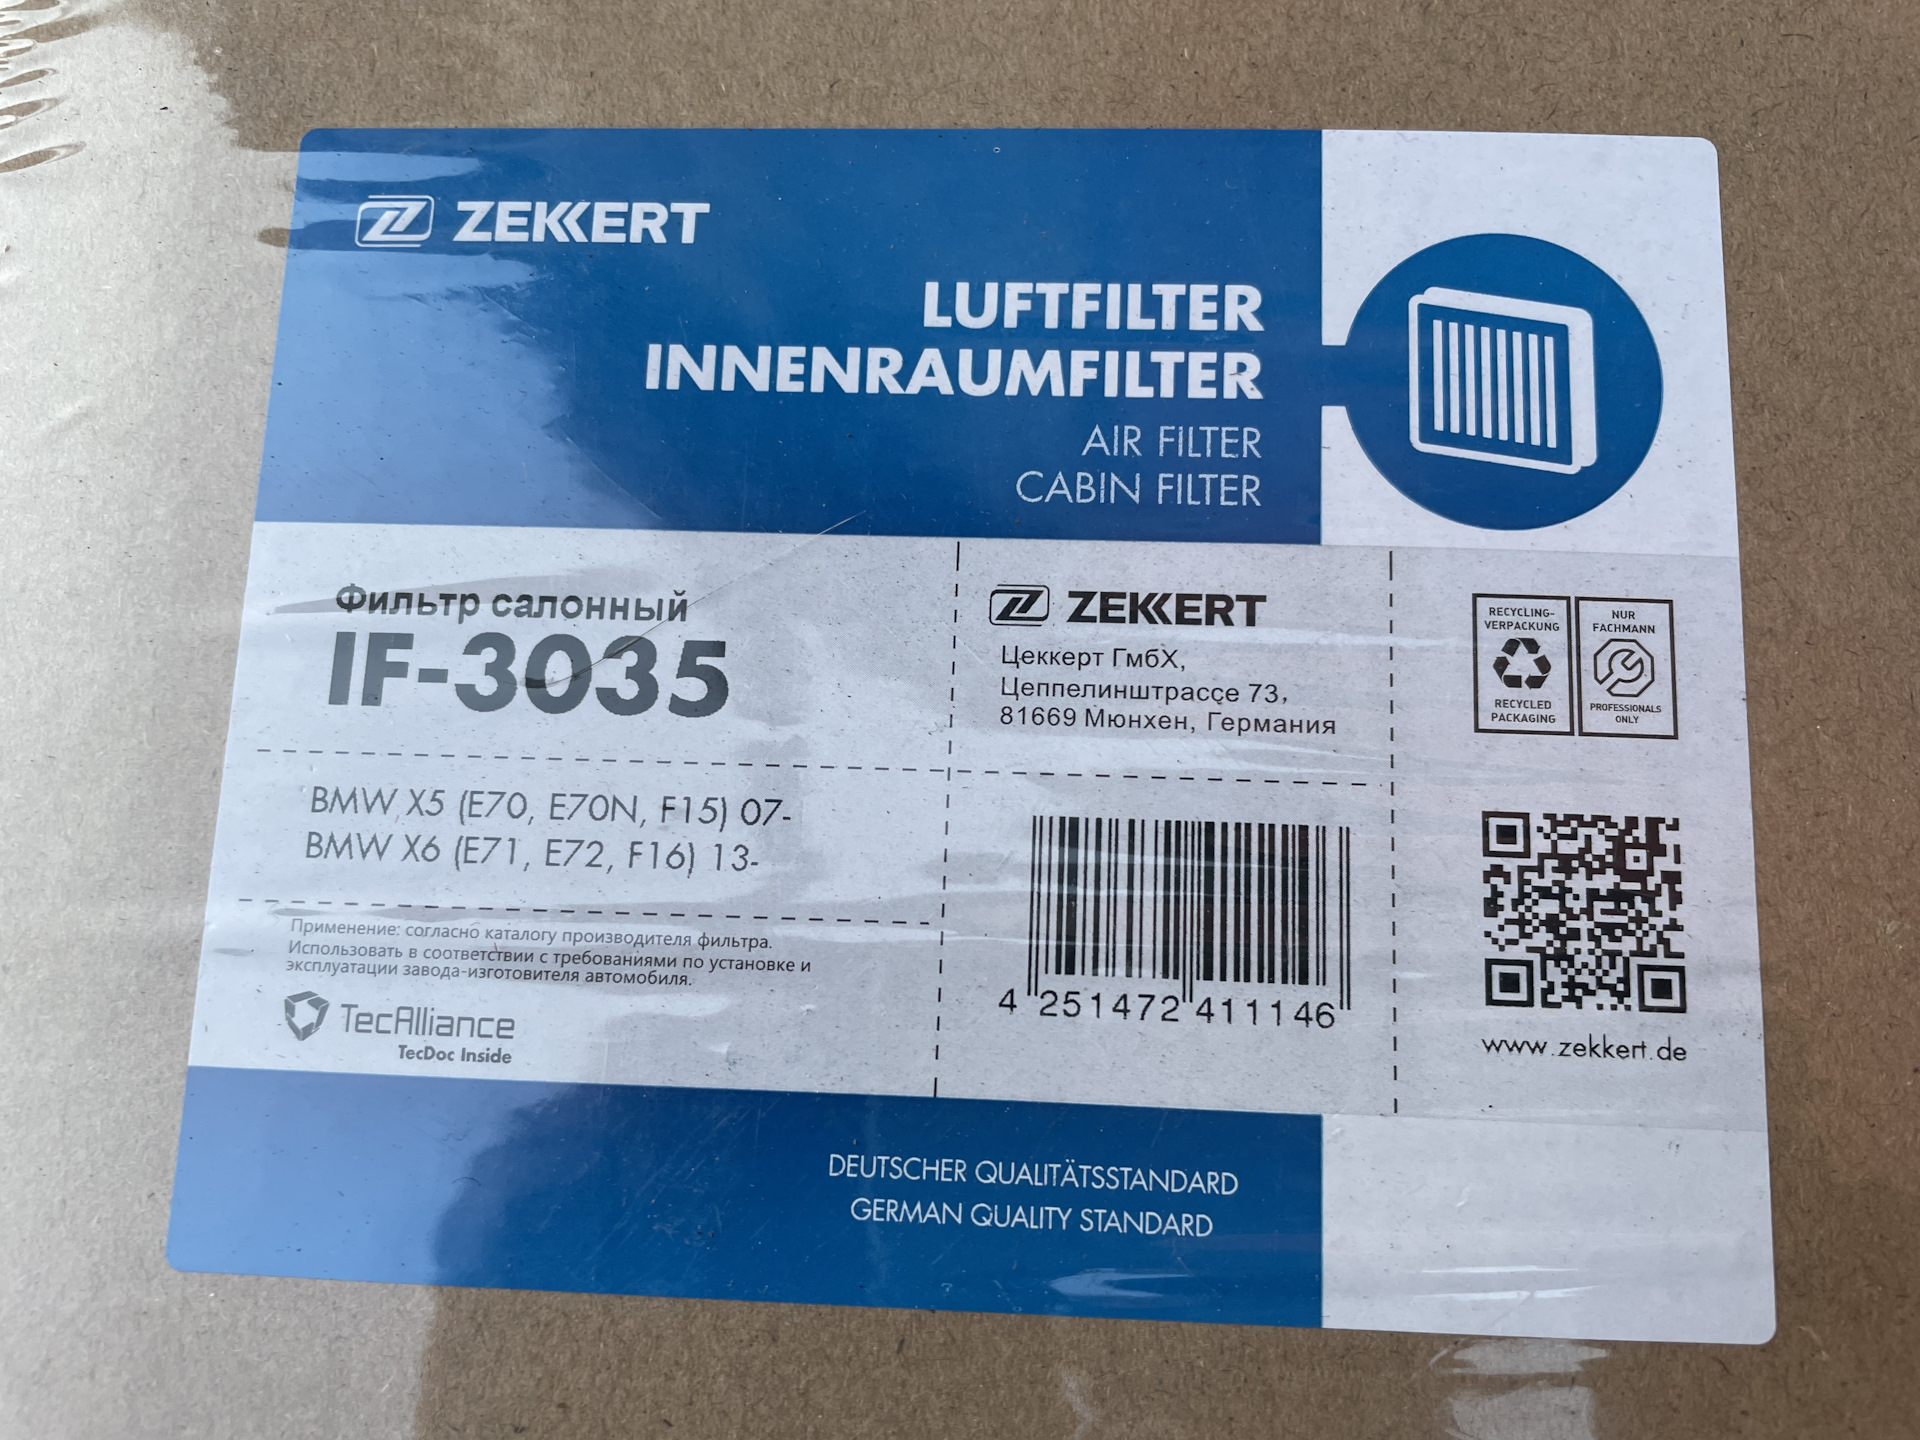 ZEKKERT
LUFTFILTER
INNENRAUMFILTER
AIR FILTER
CABIN FILTER
Фильтр салонный
IF-3035
BMW X5 (E70, E70N, F15) 07-
BMW X6 (E71, E72, F16) 13-
Применение: согласно каталогу производителя фильтра.
Использовать в соответствии с требованиями по установке и
эксплуатации завода-изготовителя автомобиля.
TecAlliance
TecDoc Inside
ZEKKERT
Цеккерт ГмбХ,
Цеппелинштрассе 73,
81669 Мюнхен, Германия
4 251472 411146
RECYCLING-
VERPACKUNG
RECYCLED
PACKAGING
NUR
FACHMANN
PROFESSIONALS
ONLY
www.zekkert.de
DEUTSCHER QUALITÄTSSTANDARD
GERMAN QUALITY STANDARD